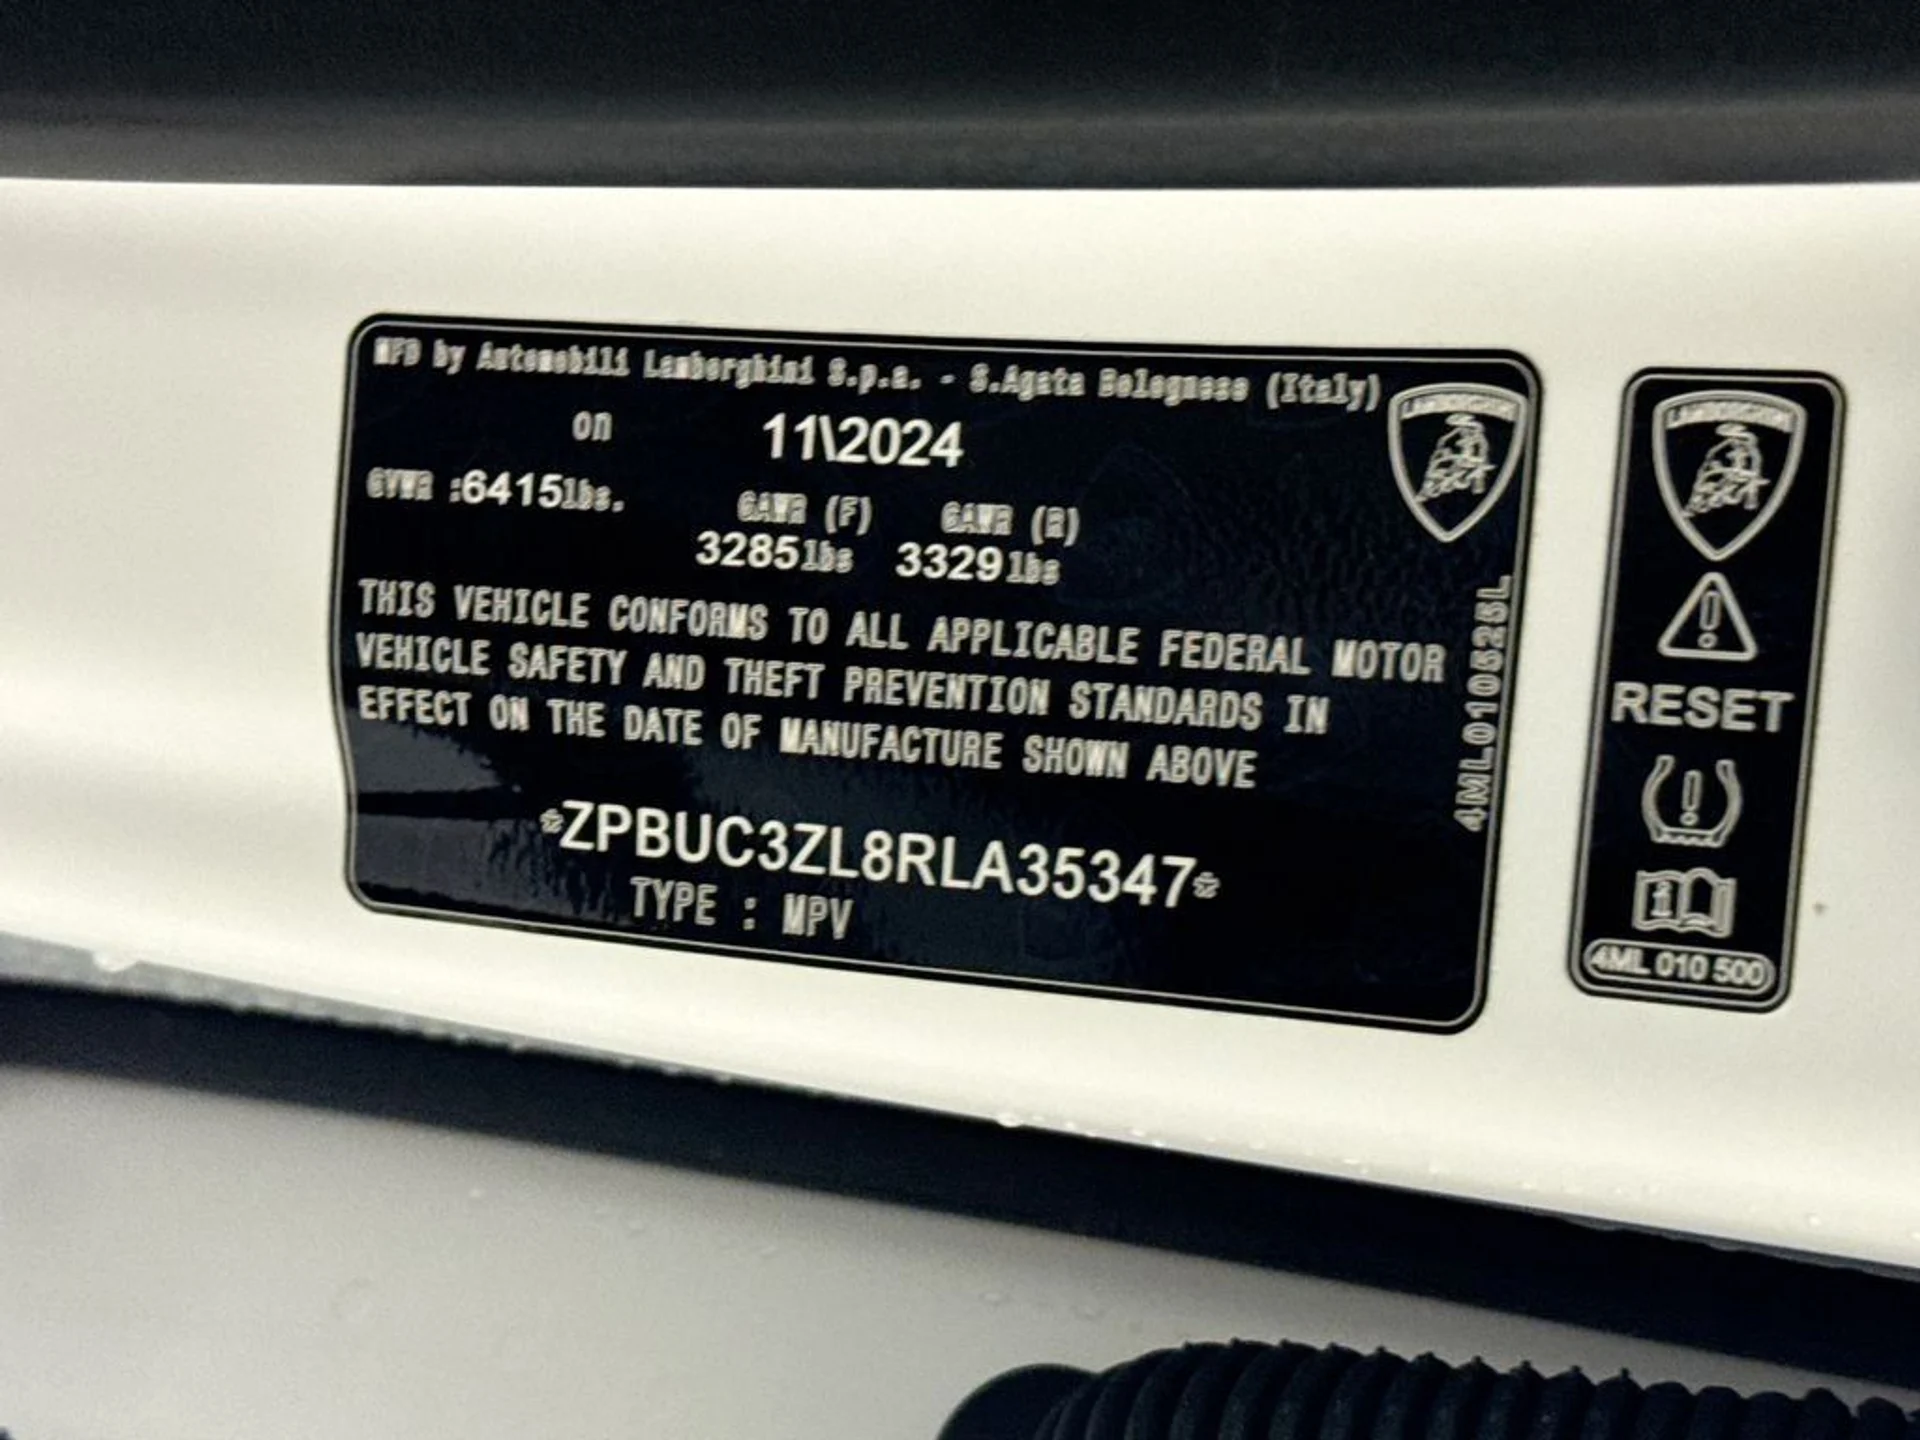 MFD by Automobili Lamborghini S.p.a. - S.Agata Bolognese (Italy)
on 11\2024
GVWR :6415lbs.
GAWR (F) GAWR (R)
3285lbs 3329lbs
THIS VEHICLE CONFORMS TO ALL APPLICABLE FEDERAL MOTOR
VEHICLE SAFETY AND THEFT PREVENTION STANDARDS IN
EFFECT ON THE DATE OF MANUFACTURE SHOWN ABOVE
*ZPBUC3ZL8RLA35347*
TYPE : MPV
4ML010525L
LAMBORGHINI
LAMBORGHINI
RESET
4ML 010 500